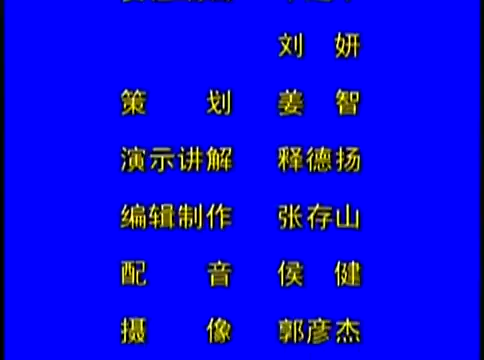 刘 妍
策 划 姜 智
演示讲解 释德扬
编辑制作 张存山
配 音 侯 健
摄 像 郭彦杰